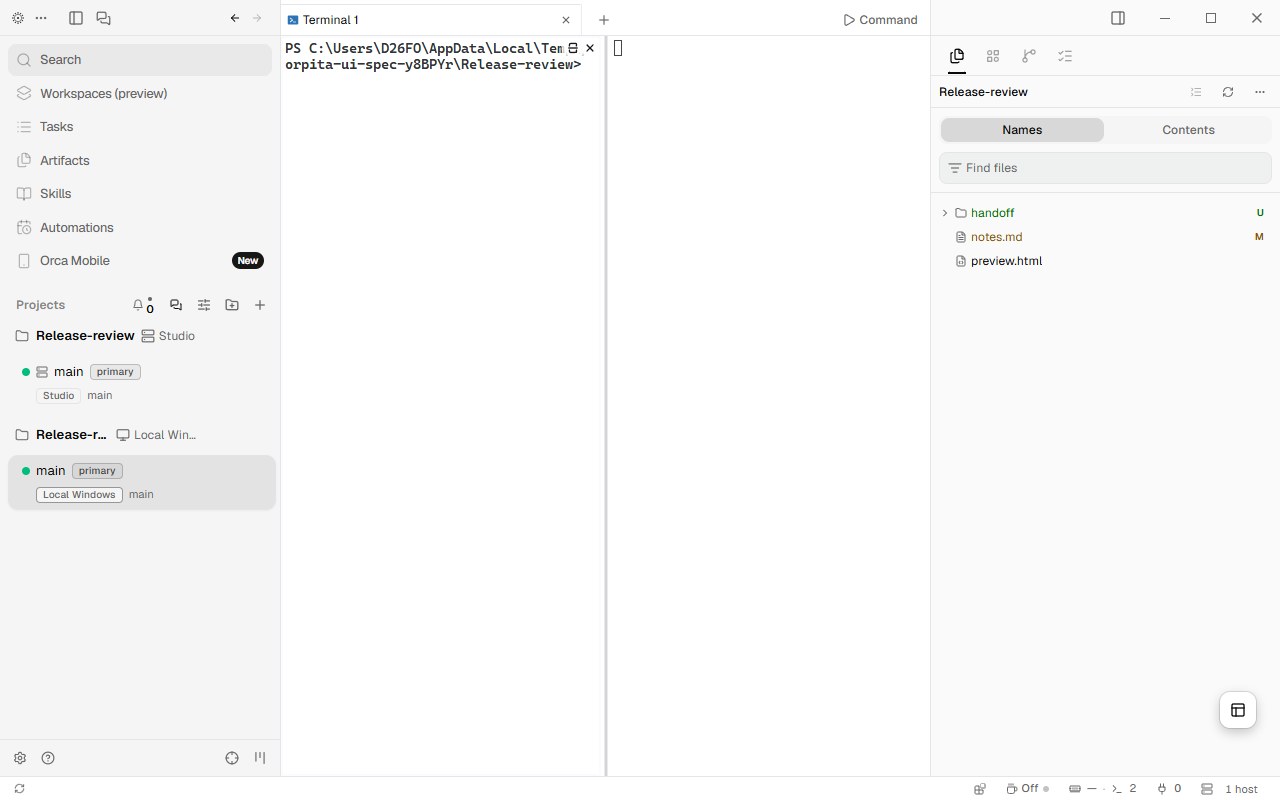 Terminal 1
Command
Search
Workspaces (preview)
Tasks
Artifacts
Skills
Automations
Orca Mobile
New
Projects
0
Release-review
Studio
main
primary
Studio
main
Release-r...
Local Win...
main
primary
Local Windows
main
PS C:\Users\D26FO\AppData\Local\Tem
orpita-ui-spec-y8BPYr\Release-review>
Release-review
Names
Contents
Find files
handoff
U
notes.md
M
preview.html
Off
2
0
1 host